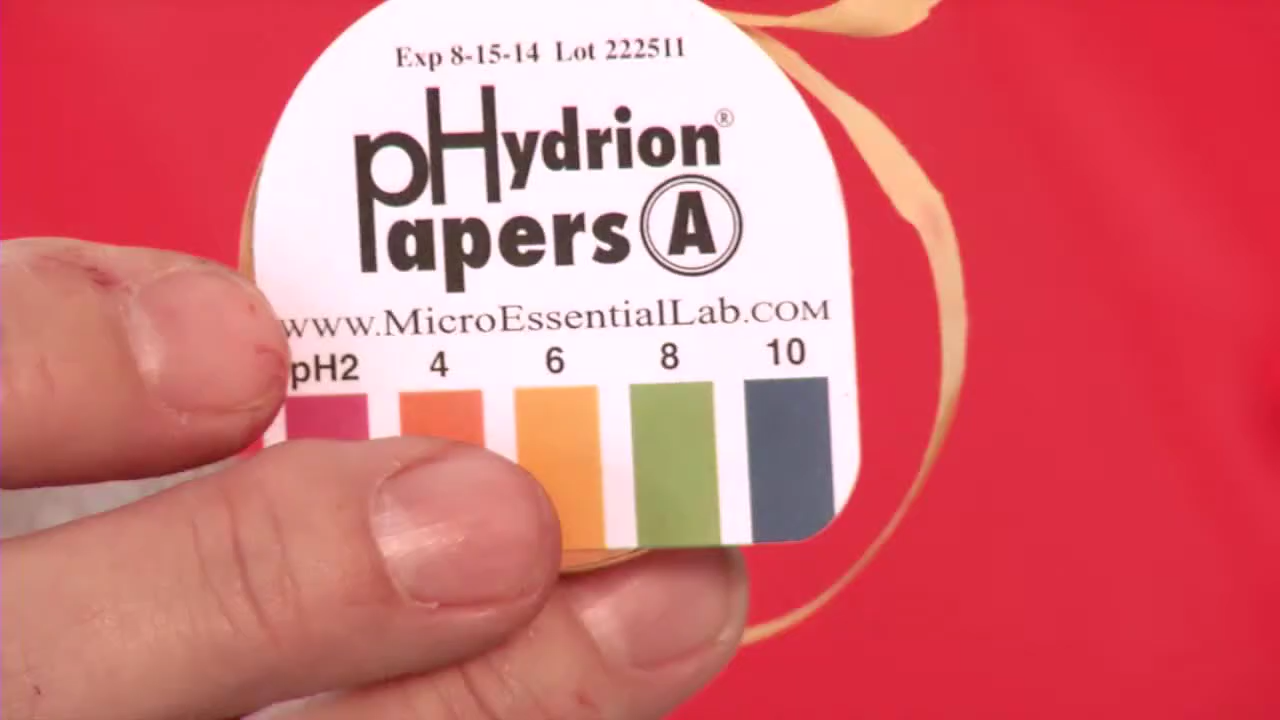 Exp 8-15-14 Lot 222511
pHydrion®
Papers A
www.MicroEssentialLab.com
pH2 4 6 8 10